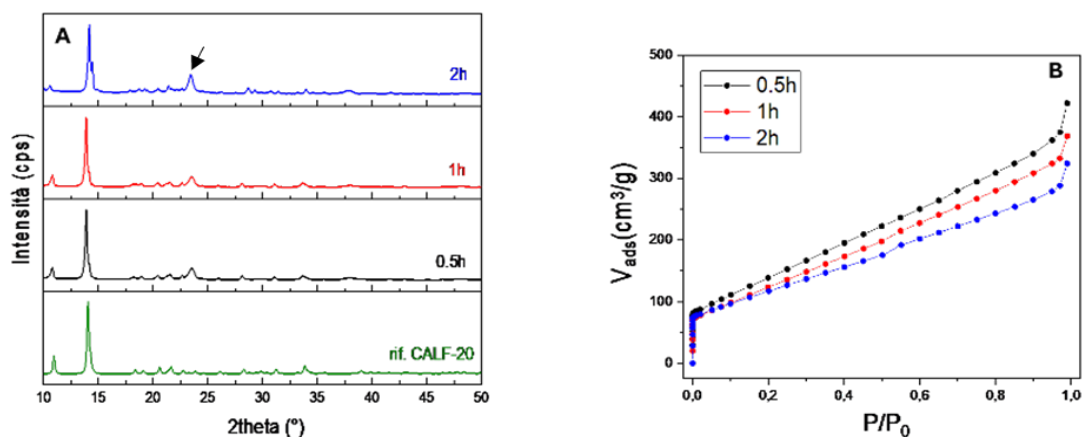 A
2h
1h
0.5h
rif. CALF-20
Intensità (cps)
10 15 20 25 30 35 40 45 50
2theta (°)
B
0.5h
1h
2h
500
400
300
200
100
0
V_ads(cm³/g)
0,0 0,2 0,4 0,6 0,8 1,0
P/P₀